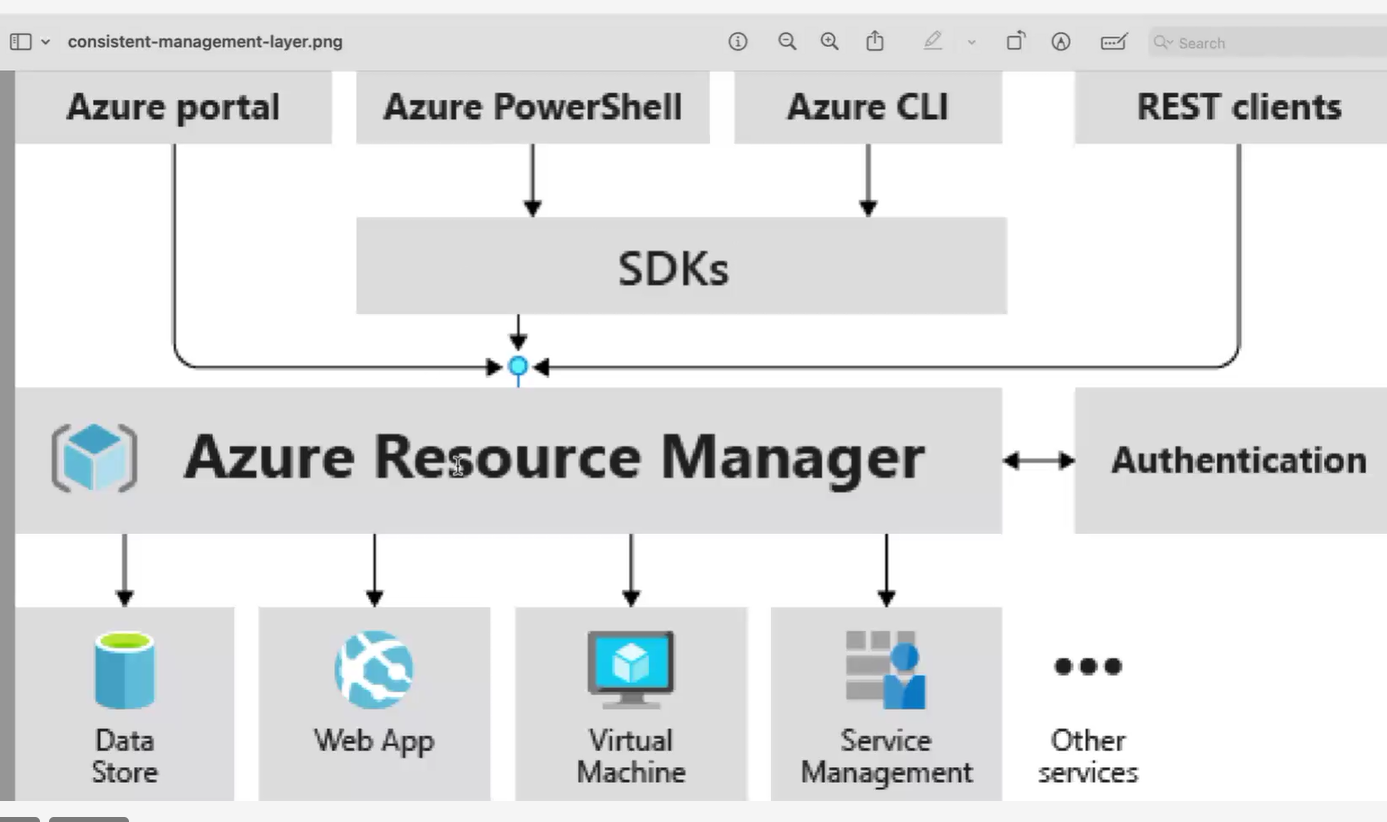 consistent-management-layer.png
Search
Azure portal
Azure PowerShell
Azure CLI
REST clients
SDKs
Azure Resource Manager
Authentication
Data
Store
Web App
Virtual
Machine
Service
Management
Other
services